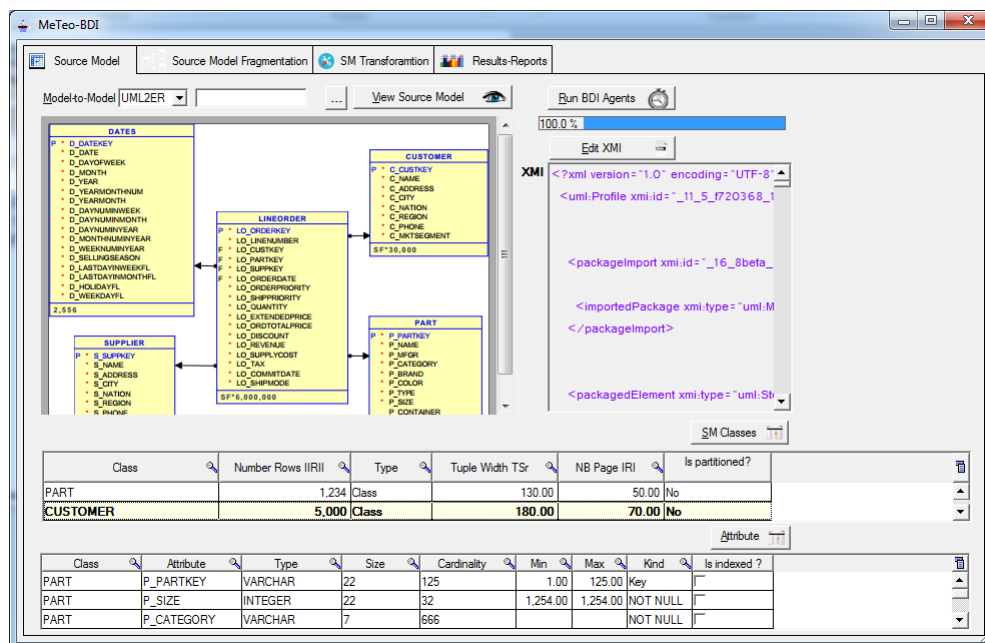 MeTeo-BDI
Source Model
Source Model Fragmentation
SM Transforamtion
Results-Reports
Model-to-Model UML2ER ... View Source Model
Run BDI Agents
100.0 %
Edit XMI
XMI
DATES
P * D_DATEKEY
* D_DATE
* D_DAYOFWEEK
* D_MONTH
* D_YEAR
* D_YEARMONTHNUM
* D_YEARMONTH
* D_DAYNUMINWEEK
* D_DAYNUMINMONTH
* D_DAYNUMINYEAR
* D_MONTHNUMINYEAR
* D_WEEKNUMINYEAR
* D_SELLINGSEASON
* D_LASTDAYINWEEKFL
* D_LASTDAYINMONTHFL
* D_HOLIDAYFL
* D_WEEKDAYFL
2,556
SUPPLIER
P * S_SUPPKEY
* S_NAME
* S_ADDRESS
* S_CITY
* S_NATION
* S_REGION
* S_PHONE
LINEORDER
P * LO_ORDERKEY
* LO_LINENUMBER
F * LO_CUSTKEY
F * LO_PARTKEY
F * LO_SUPPKEY
F * LO_ORDERDATE
* LO_ORDERPRIORITY
* LO_SHIPPRIORITY
* LO_QUANTITY
* LO_EXTENDEDPRICE
* LO_ORDTOTALPRICE
* LO_DISCOUNT
* LO_REVENUE
* LO_SUPPLYCOST
* LO_TAX
* LO_COMMITDATE
* LO_SHIPMODE
SF*6,000,000
CUSTOMER
P * C_CUSTKEY
* C_NAME
* C_ADDRESS
* C_CITY
* C_NATION
* C_REGION
* C_PHONE
* C_MKTSEGMENT
SF*30,000
PART
P * P_PARTKEY
* P_NAME
* P_MFGR
* P_CATEGORY
* P_BRAND
* P_COLOR
* P_TYPE
* P_SIZE
P_CONTAINER
<?xml version="1.0" encoding="UTF-8"
<uml:Profile xmi:id="_11_5_f720368_1
<packageImport xmi:id="_16_8beta_
<importedPackage xmi:type="uml:M
</packageImport>
<packagedElement xmi:type="uml:St
SM Classes
Class Number Rows IIRII Type Tuple Width TSr NB Page IRI Is partitioned?
PART 1,234 Class 130.00 50.00 No
CUSTOMER 5,000 Class 180.00 70.00 No
Attribute
Class Attribute Type Size Cardinality Min Max Kind Is indexed ?
PART P_PARTKEY VARCHAR 22 125 1.00 125.00 Key
PART P_SIZE INTEGER 22 32 1,254.00 1,254.00 NOT NULL
PART P_CATEGORY VARCHAR 7 666 NOT NULL